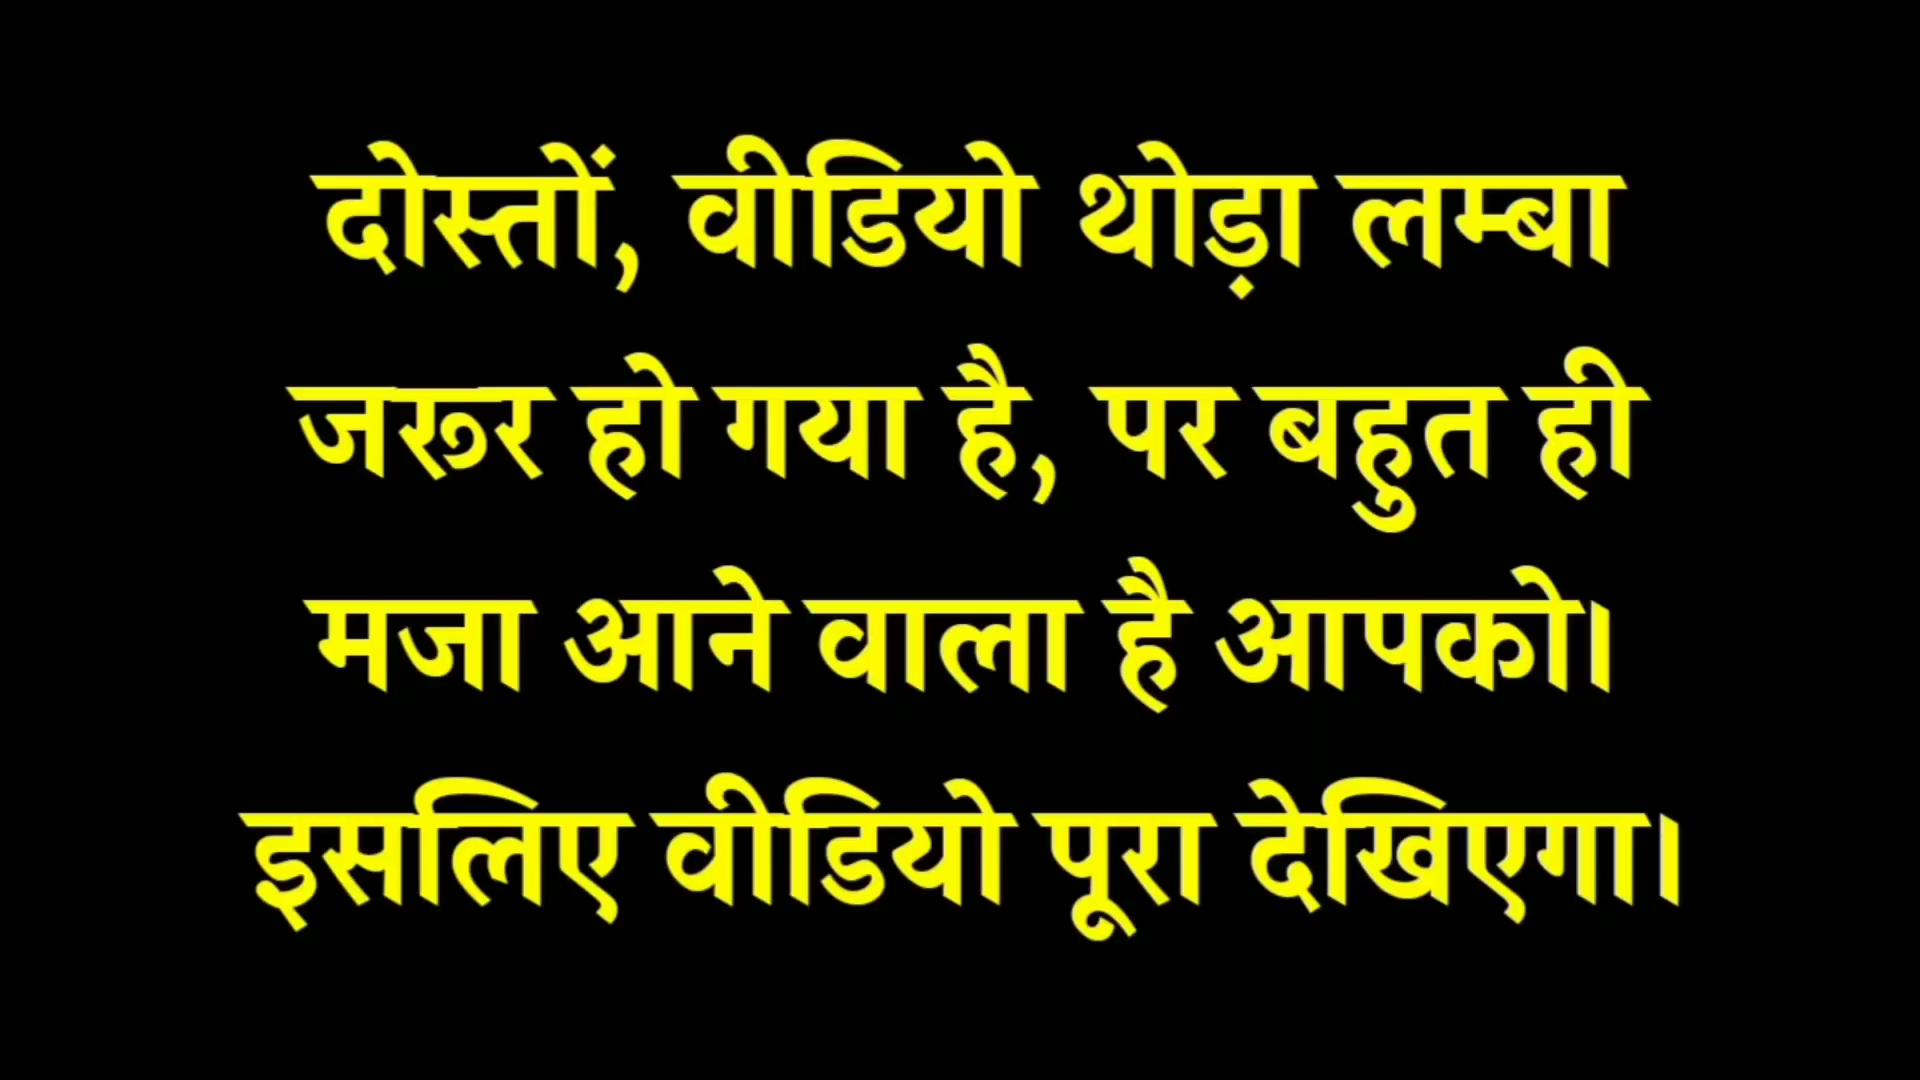 दोस्तों, वीडियो थोड़ा लम्बा
जरूर हो गया है, पर बहुत ही
मजा आने वाला है आपको।
इसलिए वीडियो पूरा देखिएगा।